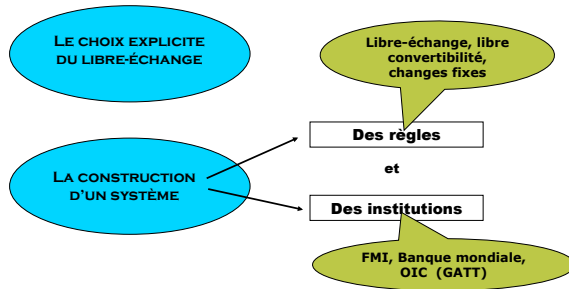 LE CHOIX EXPLICITE
DU LIBRE-ÉCHANGE
Libre-échange, libre
convertibilité,
changes fixes
Des règles
et
LA CONSTRUCTION
D'UN SYSTÈME
Des institutions
FMI, Banque mondiale,
OIC (GATT)